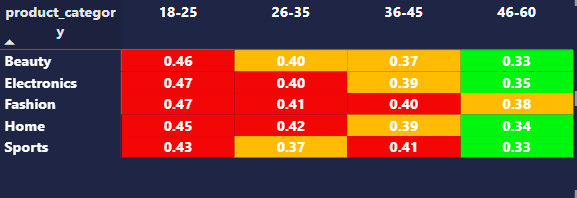 product_categor 18-25 26-35 36-45 46-60
y
Beauty 0.46 0.40 0.37 0.33
Electronics 0.47 0.40 0.39 0.35
Fashion 0.47 0.41 0.40 0.38
Home 0.45 0.42 0.39 0.34
Sports 0.43 0.37 0.41 0.33